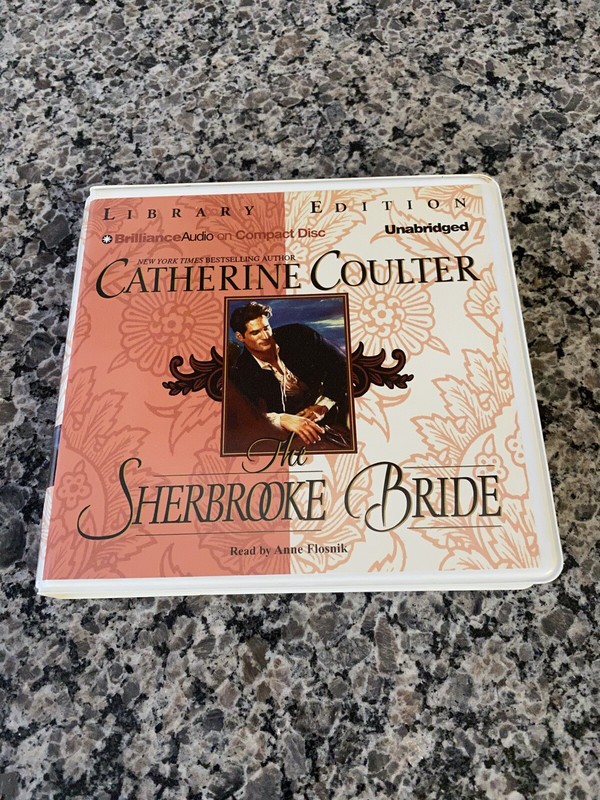 LIBRARY EDITION
BrillianceAudio on Compact Disc
Unabridged
NEW YORK TIMES BESTSELLING AUTHOR
CATHERINE COULTER
The
SHERBROOKE BRIDE
Read by Anne Flosnik